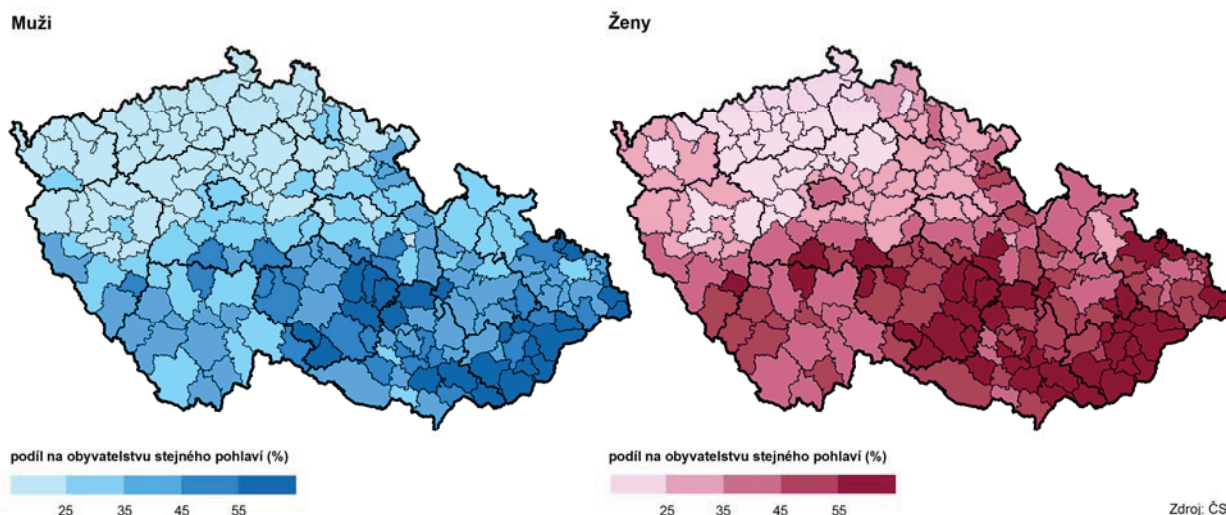 Muži
Ženy
podíl na obyvatelstvu stejného pohlaví (%)
25 35 45 55
podíl na obyvatelstvu stejného pohlaví (%)
25 35 45 55
Zdroj: ČS